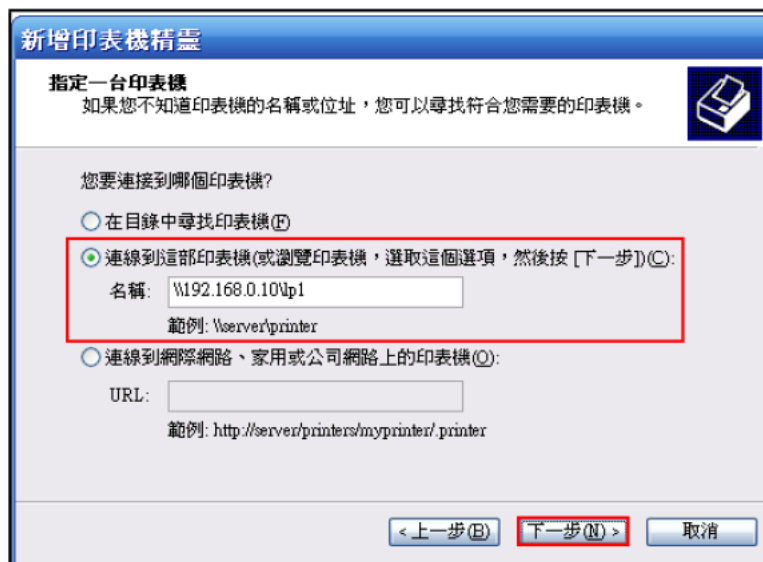 新增印表機精靈
指定一台印表機
如果您不知道印表機的名稱或位址，您可以尋找符合您需要的印表機。
您要連接到哪個印表機?
在目錄中尋找印表機(F)
連線到這部印表機(或瀏覽印表機，選取這個選項，然後按 [下一步])(C):
名稱: \\192.168.0.10\lp1
範例: \\server\printer
連線到網際網路、家用或公司網路上的印表機(O):
URL:
範例: http://server/printers/myprinter/.printer
< 上一步(B) 下一步(N) > 取消